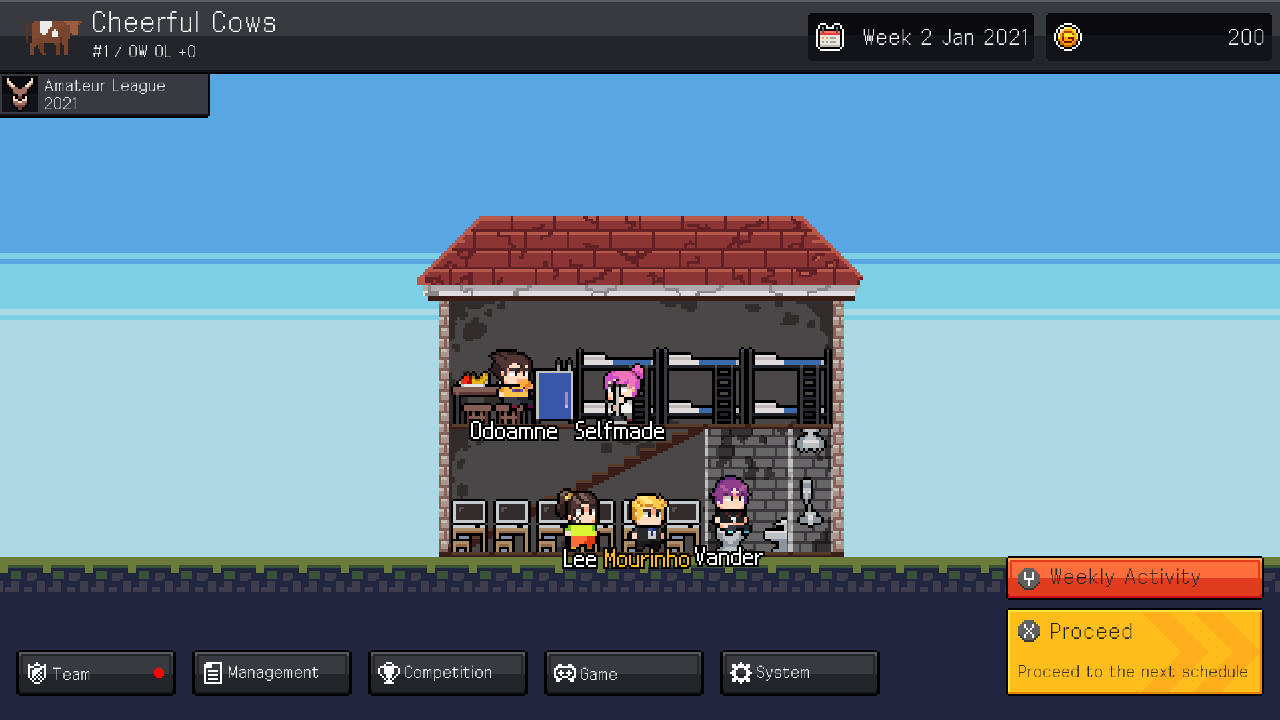 Cheerful Cows
#1 / 0W 0L +0
Week 2 Jan 2021
200
Amateur League
2021
Odoamne
Selfmade
Lee
Mourinho
Vander
Y Weekly Activity
X Proceed
Proceed to the next schedule
Team
Management
Competition
Game
System